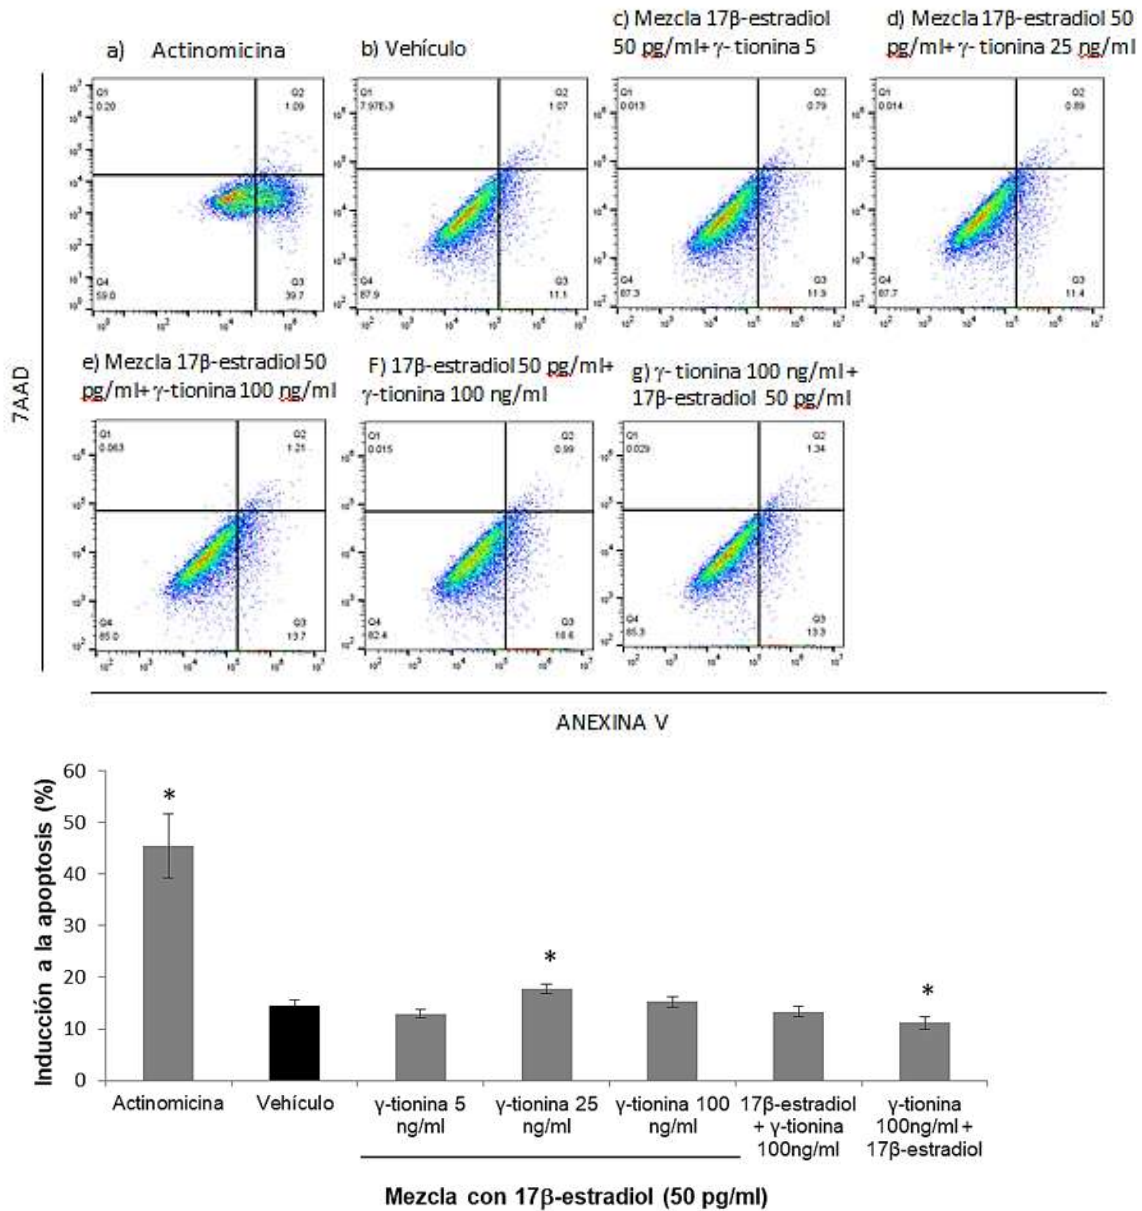 a) Actinomicina
b) Vehículo
c) Mezcla 17β-estradiol
50 pg/ml+ γ- tionina 5
d) Mezcla 17β-estradiol 50
pg/ml+ γ- tionina 25 ng/ml
Q1
0.20
Q2
1.09
Q4
59.0
Q3
39.7
Q1
7.97E-3
Q2
1.07
Q4
87.9
Q3
11.1
Q1
0.013
Q2
0.79
Q4
87.3
Q3
11.9
Q1
0.014
Q2
0.89
Q4
87.7
Q3
11.4
7AAD
e) Mezcla 17β-estradiol 50
pg/ml+ γ-tionina 100 ng/ml
F) 17β-estradiol 50 pg/ml+
γ-tionina 100 ng/ml
g) γ- tionina 100 ng/ml +
17β-estradiol 50 pg/ml
Q1
0.063
Q2
1.21
Q4
85.0
Q3
13.7
Q1
0.015
Q2
0.99
Q4
82.4
Q3
16.6
Q1
0.029
Q2
1.34
Q4
85.3
Q3
13.3
ANEXINA V
Inducción a la apoptosis (%)
60
50
40
30
20
10
0
*
*
*
Actinomicina
Vehículo
γ-tionina 5
ng/ml
γ-tionina 25
ng/ml
γ-tionina 100
ng/ml
17β-estradiol
+ γ-tionina
100ng/ml
γ-tionina
100ng/ml +
17β-estradiol
Mezcla con 17β-estradiol (50 pg/ml)